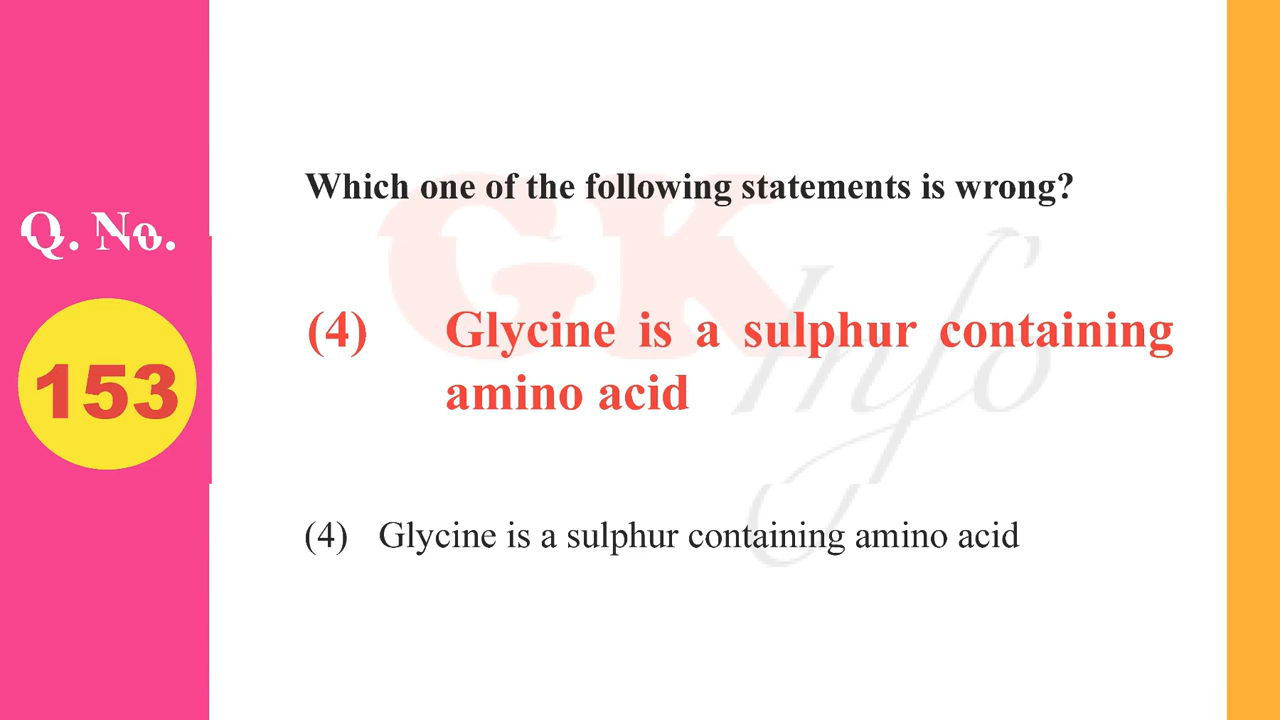 Which one of the following statements is wrong?
Q. No.
153
GK
Info
(4) Glycine is a sulphur containing
amino acid
(4) Glycine is a sulphur containing amino acid